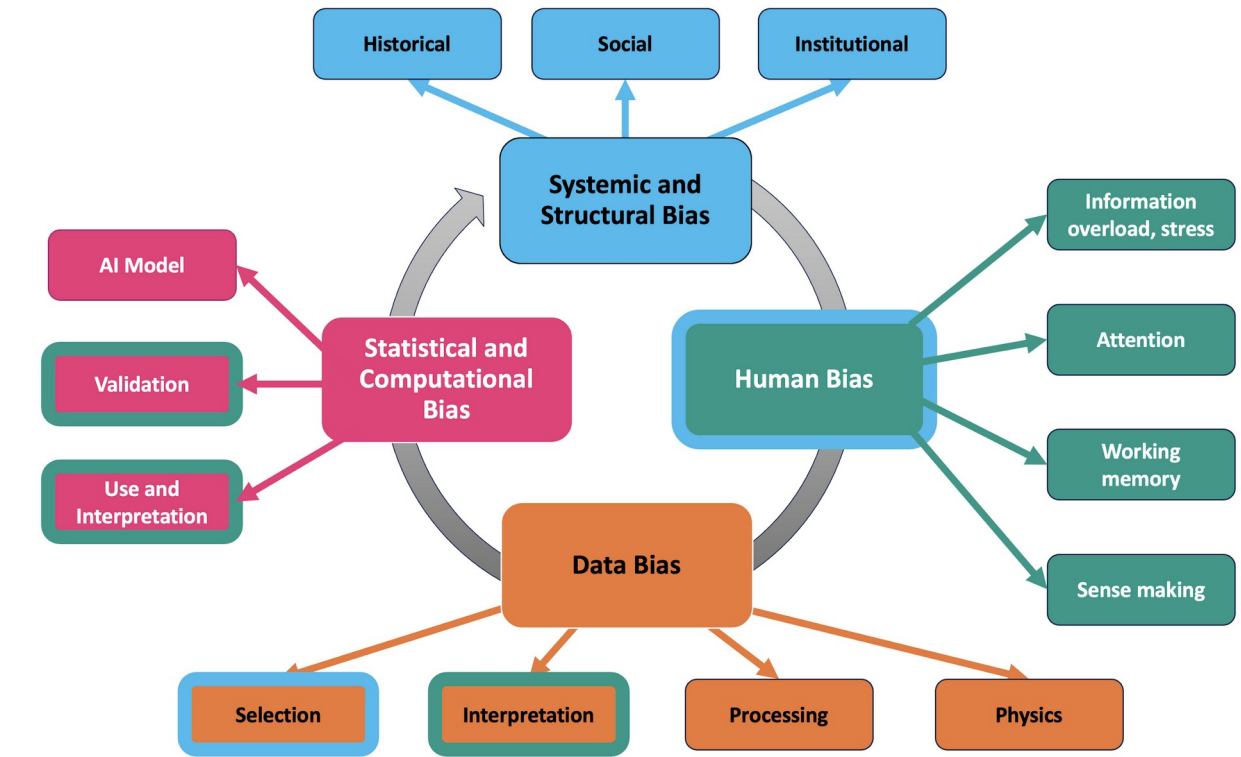 Historical
Social
Institutional
Systemic and
Structural Bias
Information
overload, stress
AI Model
Attention
Statistical and
Computational
Bias
Human Bias
Validation
Working
memory
Use and
Interpretation
Data Bias
Sense making
Selection
Interpretation
Processing
Physics